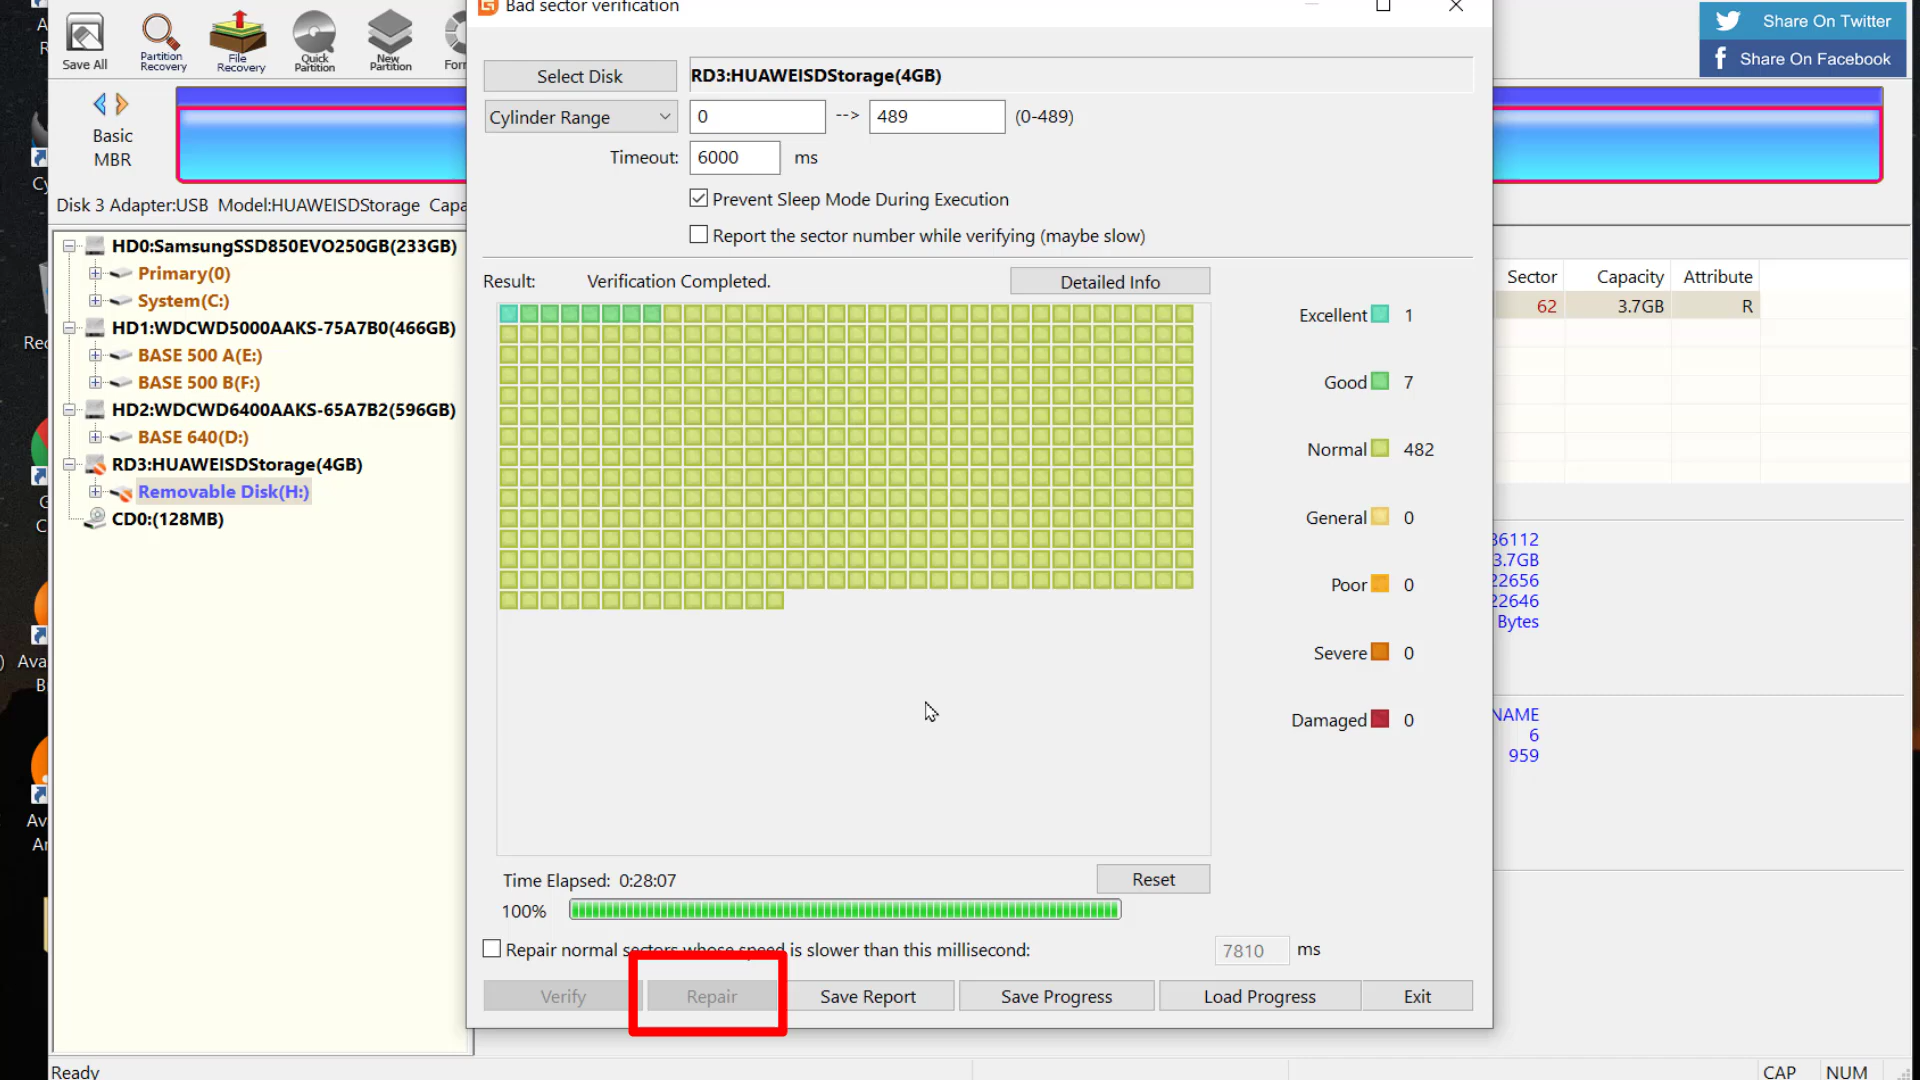 Bad sector verification
Share On Twitter
Share On Facebook
Save All
Partition
Recovery
File
Recovery
Quick
Partition
New
Partition
Basic
MBR
Disk 3 Adapter:USB Model:HUAWEISDStorage
Select Disk
RD3:HUAWEISDStorage(4GB)
Cylinder Range
0
-->
489
(0-489)
Timeout:
6000
ms
Prevent Sleep Mode During Execution
Report the sector number while verifying (maybe slow)
HD0:SamsungSSD850EVO250GB(233GB)
Primary(0)
System(C:)
HD1:WDCWD5000AAKS-75A7B0(466GB)
BASE 500 A(E:)
BASE 500 B(F:)
HD2:WDCWD6400AAKS-65A7B2(596GB)
BASE 640(D:)
RD3:HUAWEISDStorage(4GB)
Removable Disk(H:)
CD0:(128MB)
Result:
Verification Completed.
Detailed Info
Excellent 1
Good 7
Normal 482
General 0
Poor 0
Severe 0
Damaged 0
Sector Capacity Attribute
62 3.7GB R
36112
3.7GB
22656
22646
Bytes
NAME
6
959
Time Elapsed: 0:28:07
Reset
100%
Repair normal sectors whose speed is slower than this millisecond:
7810
ms
Verify
Repair
Save Report
Save Progress
Load Progress
Exit
Ready
CAP NUM